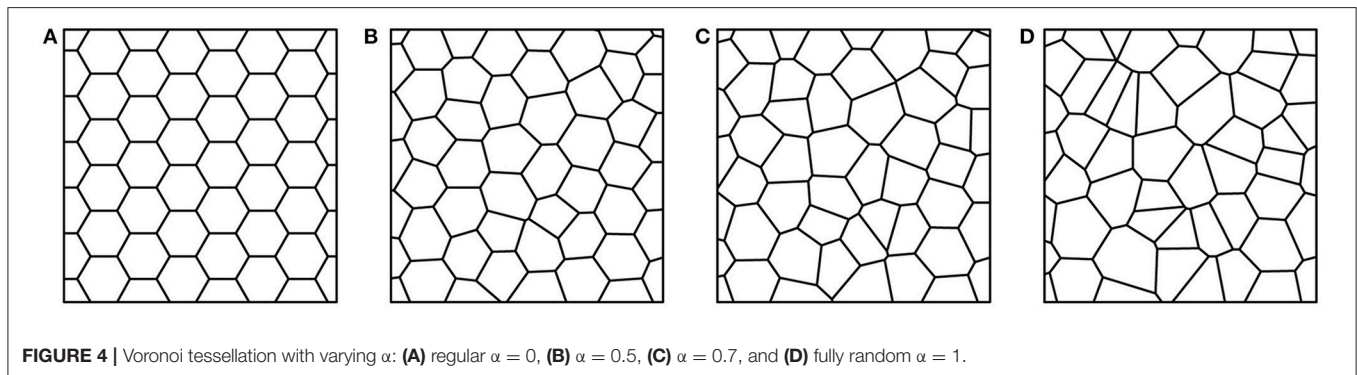 A B C D
FIGURE 4 | Voronoi tessellation with varying α: (A) regular α = 0, (B) α = 0.5, (C) α = 0.7, and (D) fully random α = 1.